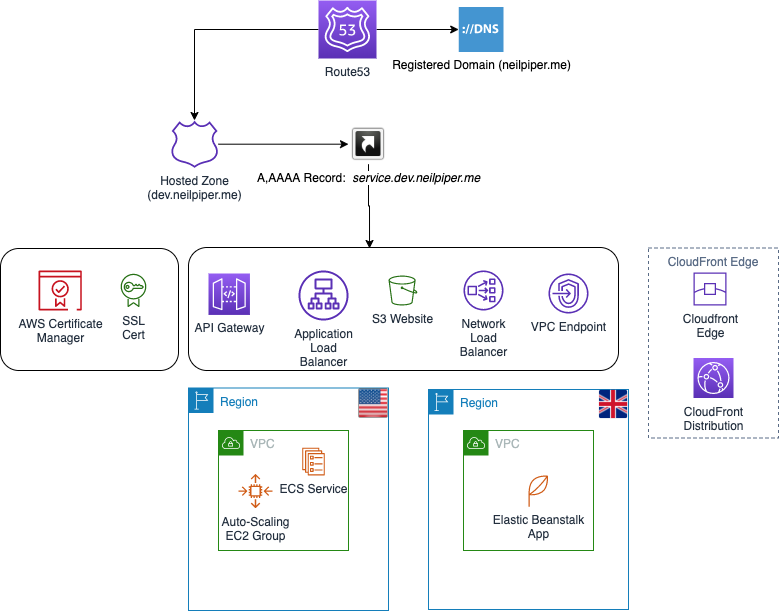 53
://DNS
Route53
Registered Domain (neilpiper.me)
Hosted Zone
(dev.neilpiper.me)
A,AAAA Record: service.dev.neilpiper.me
AWS Certificate
Manager
SSL
Cert
API Gateway
Application
Load
Balancer
S3 Website
Network
Load
Balancer
VPC Endpoint
CloudFront Edge
Cloudfront
Edge
CloudFront
Distribution
Region
VPC
ECS Service
Auto-Scaling
EC2 Group
Region
VPC
Elastic Beanstalk
App